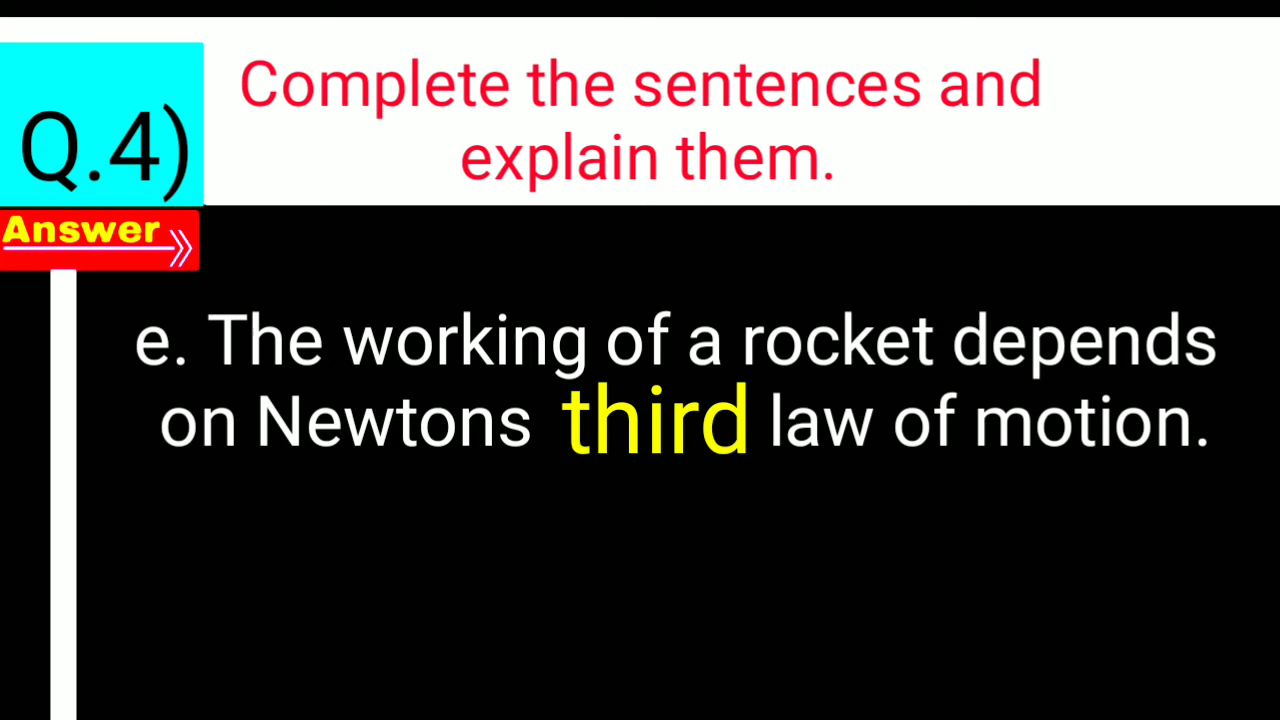 Q.4)
Complete the sentences and
explain them.
Answer
e. The working of a rocket depends
on Newtons third law of motion.